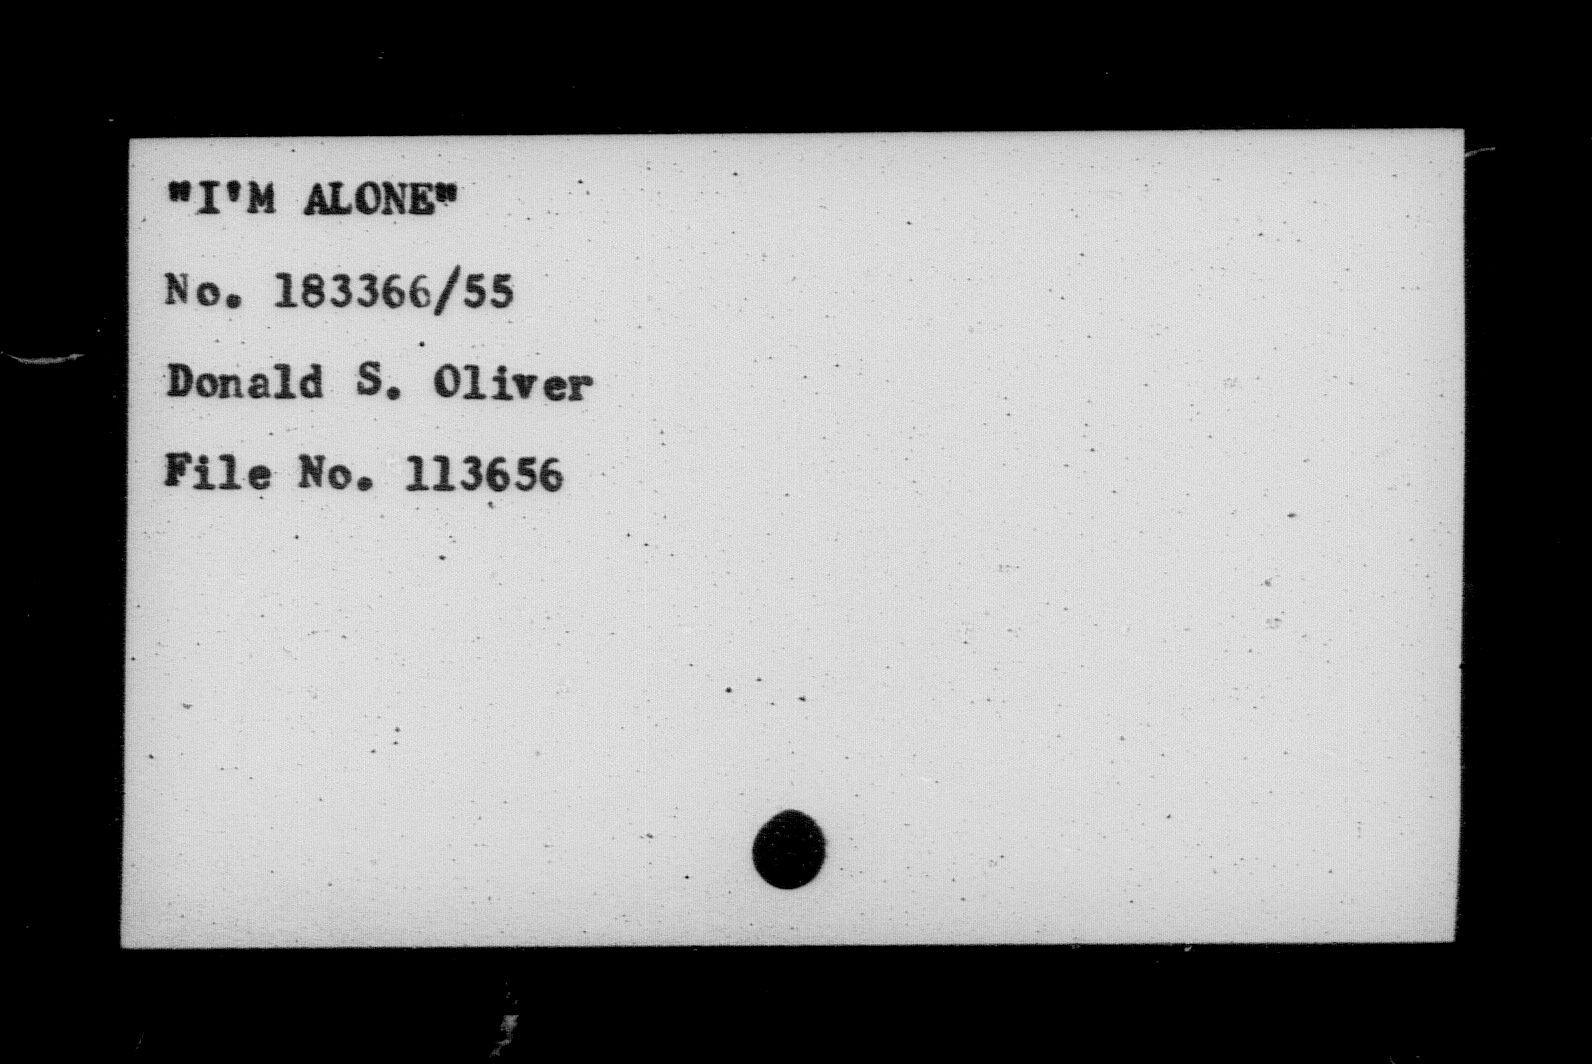 "I'M ALONE"
No. 183366/55
Donald S. Oliver
File No. 113656